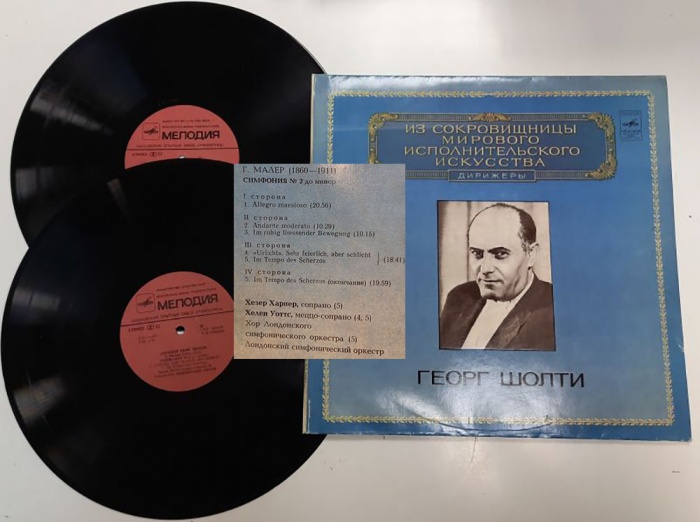 МЕЛОДИЯ
МЕЛОДИЯ
ИЗ СОКРОВИЩНИЦЫ
МИРОВОГО
ИСПОЛНИТЕЛЬСКОГО
ИСКУССТВА
ДИРИЖЕРЫ
Г. МАЛЕР (1860—1911)
СИМФОНИЯ № 2 до минор
I сторона
1. Allegro maestoso (20.56)
II сторона
2. Andante moderato (10.29)
3. Im ruhig fliessender Bewegung (10.15)
III сторона
4. «Urlicht». Sehr feierlich, aber schlicht
5. Im Tempo des Scherzos
(18.41)
IV сторона
5. Im Tempo des Scherzos (окончание) (19.59)
Хезер Харпер, сопрано (5)
Хелен Уоттс, меццо-сопрано (4, 5)
Хор Лондонского
симфонического оркестра (5)
Лондонский симфонический оркестр
ГЕОРГ ШОЛТИ